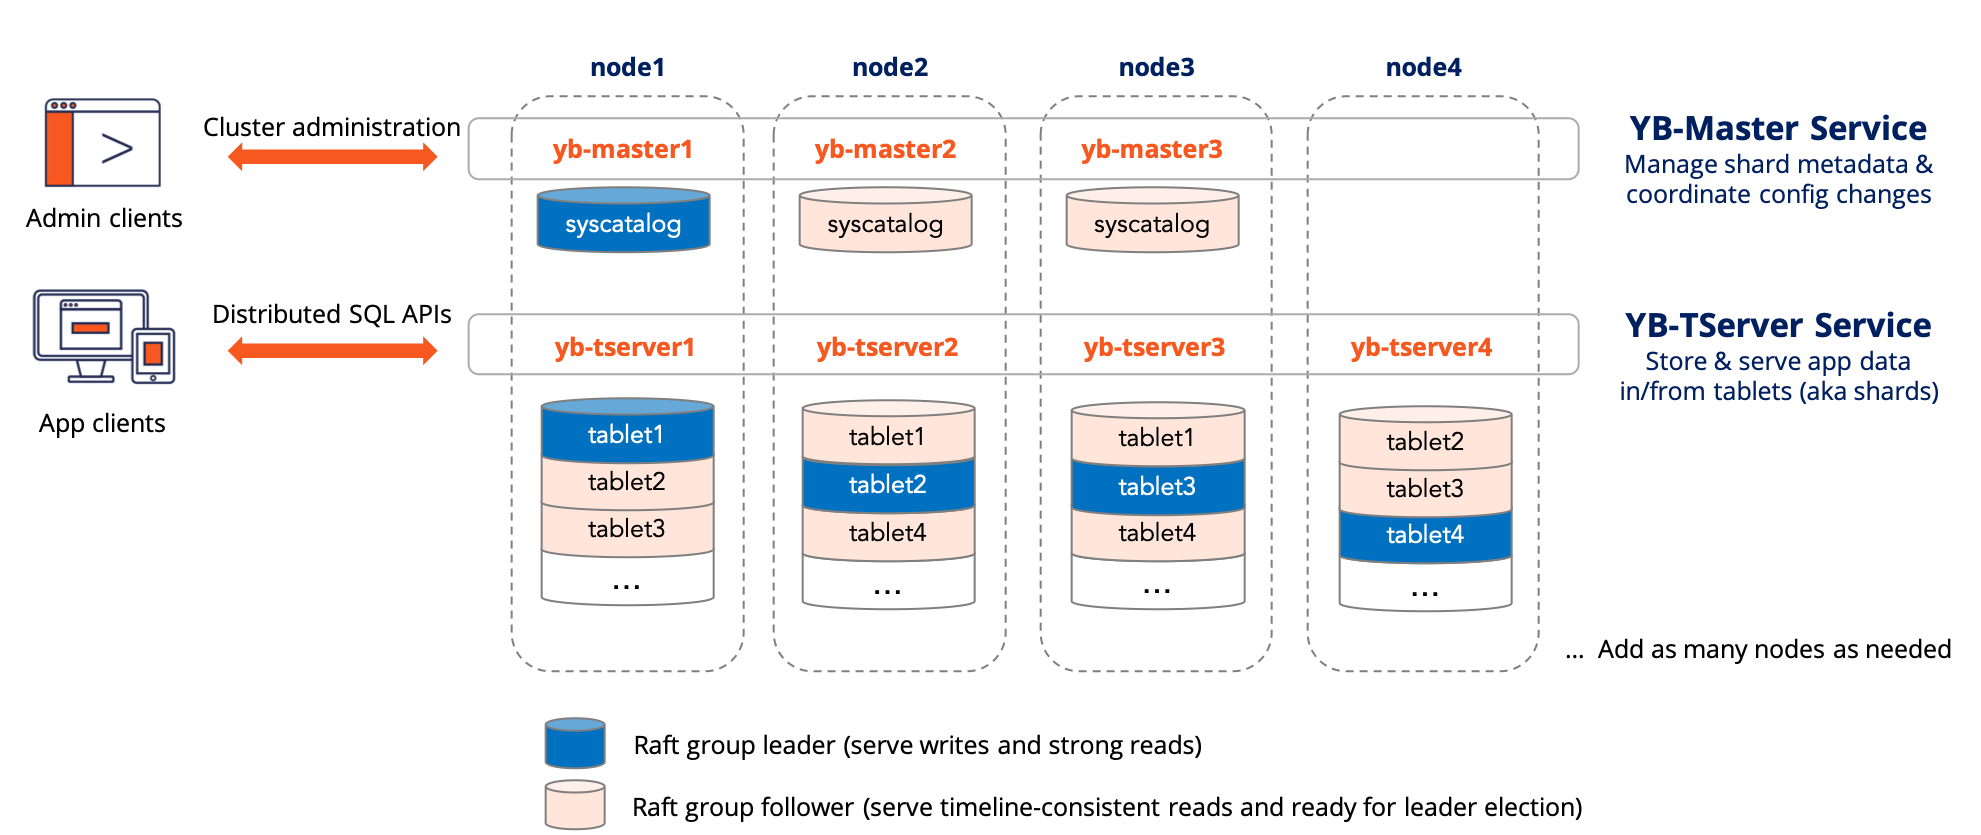 node1
node2
node3
node4
Cluster administration
yb-master1
yb-master2
yb-master3
YB-Master Service
Manage shard metadata &
coordinate config changes
>
Admin clients
syscatalog
syscatalog
syscatalog
Distributed SQL APIs
yb-tserver1
yb-tserver2
yb-tserver3
yb-tserver4
YB-TServer Service
Store & serve app data
in/from tablets (aka shards)
App clients
tablet1
tablet2
tablet3
...
tablet1
tablet2
tablet4
...
tablet1
tablet3
tablet4
...
tablet2
tablet3
tablet4
...
... Add as many nodes as needed
Raft group leader (serve writes and strong reads)
Raft group follower (serve timeline-consistent reads and ready for leader election)